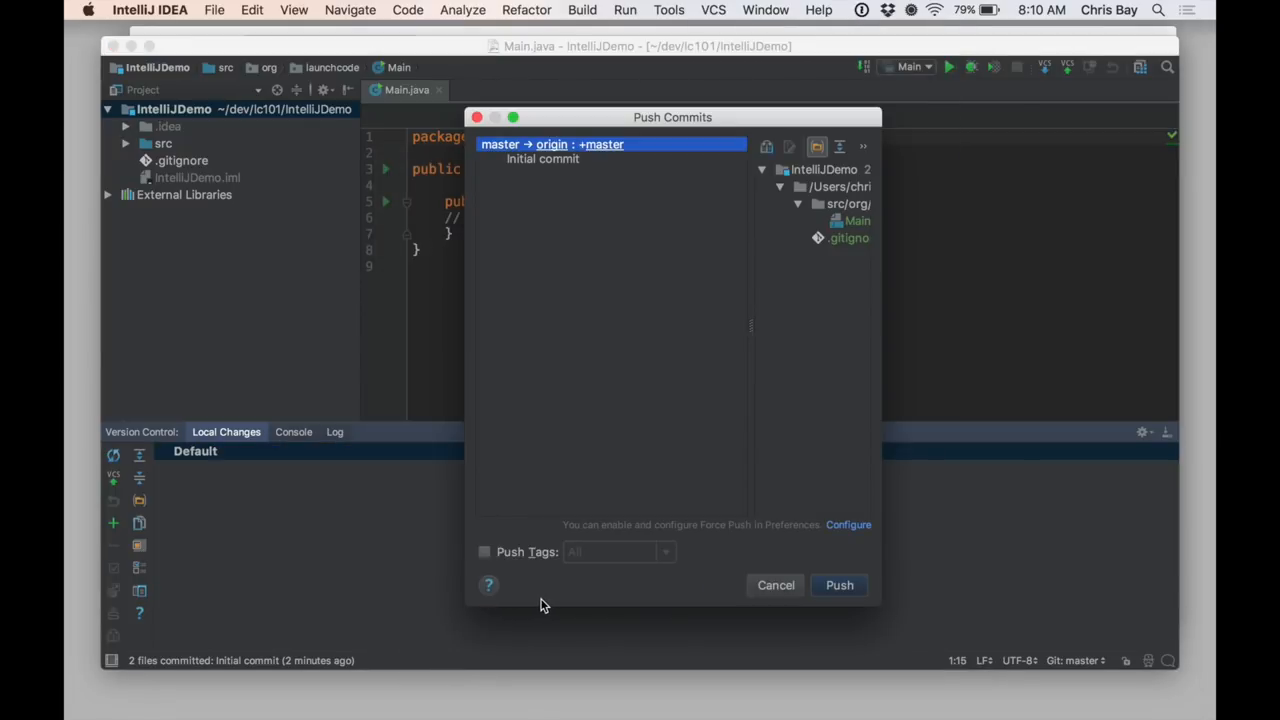 IntelliJ IDEA File Edit View Navigate Code Analyze Refactor Build Run Tools VCS Window Help 79% 8:10 AM Chris Bay
Main.java - IntelliJDemo - [~/dev/lc101/IntelliJDemo]
IntelliJDemo src org launchcode Main Main VCS VCS
Project Main.java
IntelliJDemo ~/dev/lc101/IntelliJDemo
.idea
src
.gitignore
IntelliJDemo.iml
External Libraries
1 packag
2
3 public
4
5 pub
6 //
7 }
8 }
9
Push Commits
master → origin : +master
Initial commit
IntelliJDemo 2
/Users/chri
src/org/
Main
.gitigno
You can enable and configure Force Push in Preferences. Configure
Push Tags: All
? Cancel Push
Version Control: Local Changes Console Log
Default
VCS
?
2 files committed: Initial commit (2 minutes ago) 1:15 LF UTF-8 Git: master